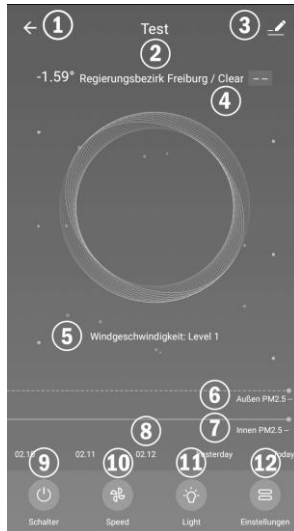 1 Test 3
2
-1.59° Regierungsbezirk Freiburg / Clear --
4
5 Windgeschwindigkeit: Level 1
6 Außen PM2.5 --
7 Innen PM2.5 --
8
02.11 02.12
9 10 11 12
Schalter Speed Light Einstellungen